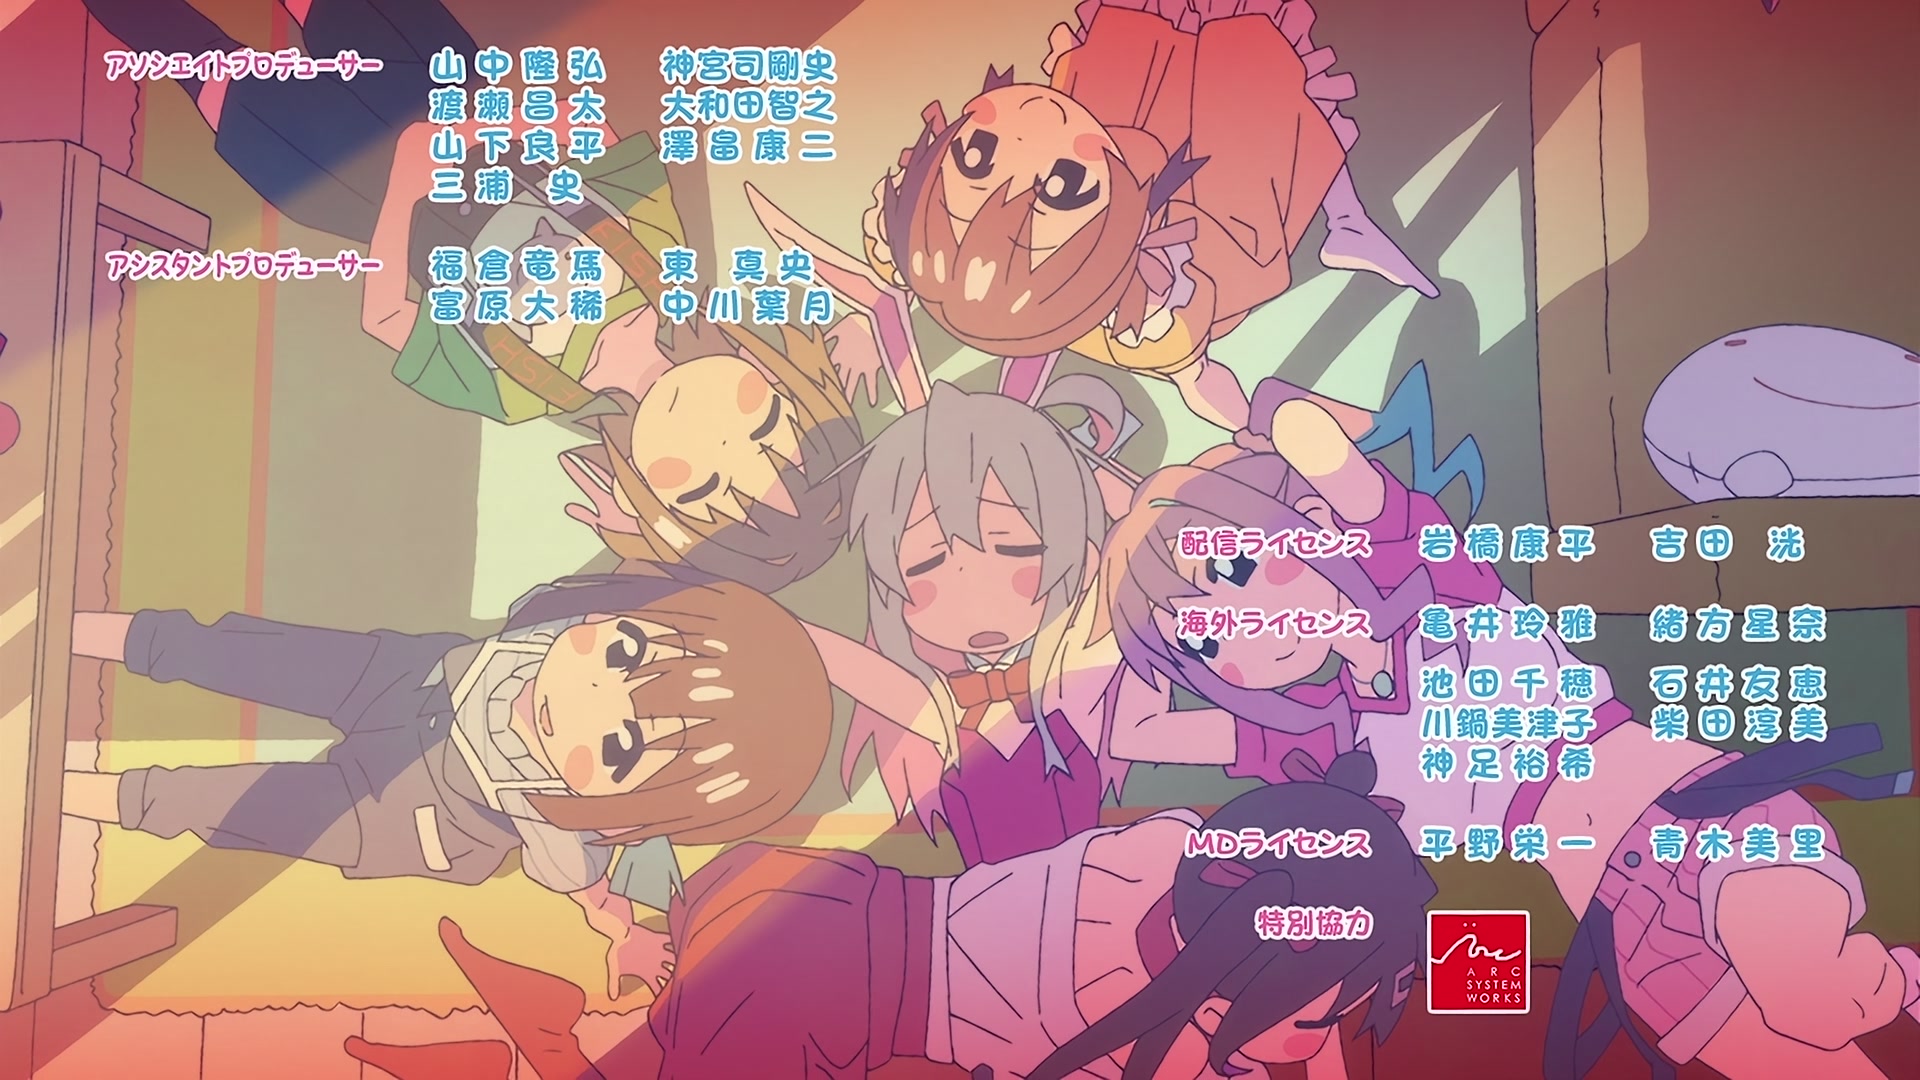 アソシエイトプロデューサー 山中隆弘 神宮司剛史
渡瀬昌太 大和田智之
山下良平 澤畠康二
三浦 史
アシスタントプロデューサー 福倉竜馬 東 真央
富原大稀 中川葉月
FISH
FISH
配信ライセンス 岩橋康平 吉田 洸
海外ライセンス 亀井玲雅 緒方星奈
池田千穂 石井友恵
川鍋美津子 柴田淳美
神足裕希
MDライセンス 平野栄一 青木美里
特別協力
ARC
SYSTEM
WORKS